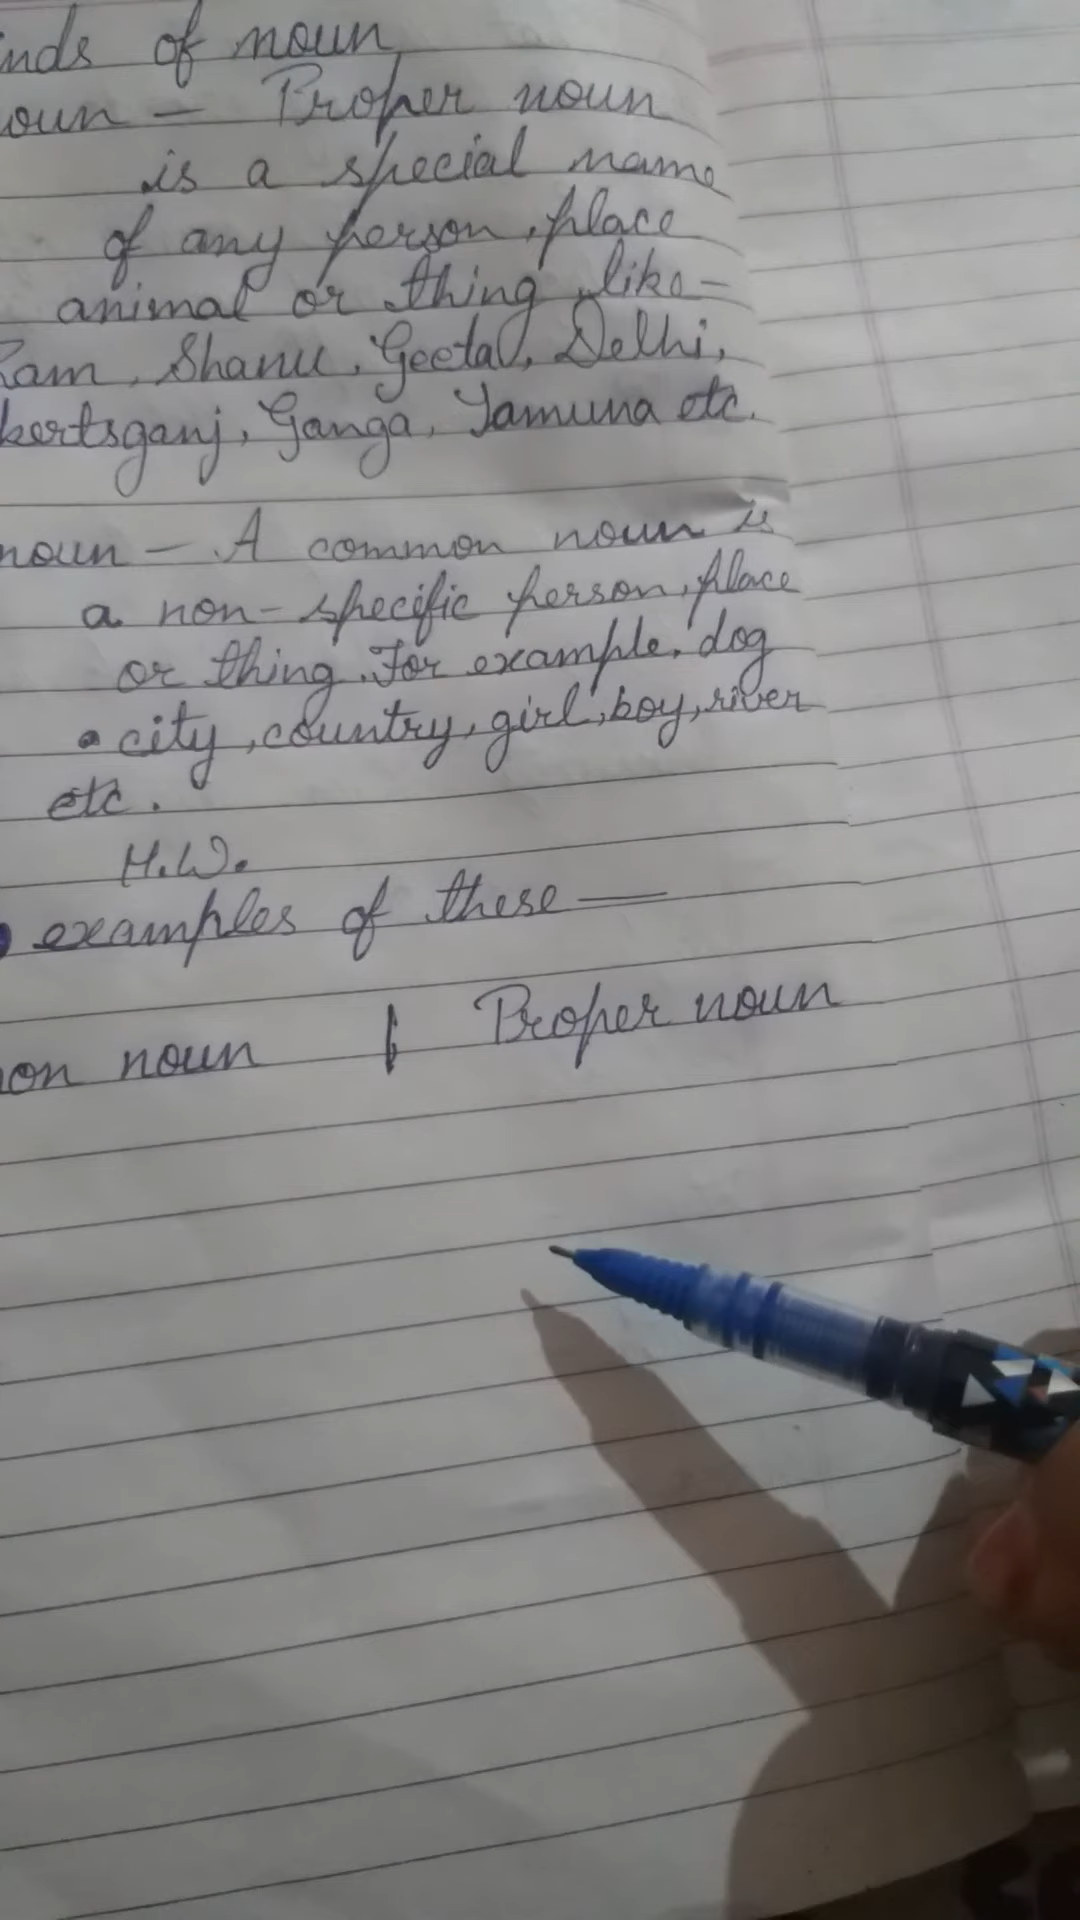 of noun
Proper noun
is a special name
of any person, place
animal or thing like-
Shanu, Geeta, Delhi,
Ganga, Yamuna etc.
noun - A common noun is
a non-specific person, place
or thing. For example, dog
city, country, girl, boy, river
etc.
H.W.
examples of these —
noun | Proper noun